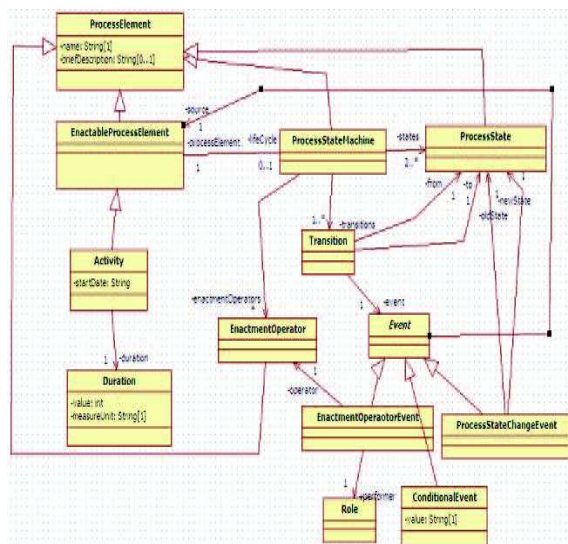 ProcessElement
-name: String[1]
-briefDescription: String[0..1]
EnactableProcessElement
-source
1
-processElement
1
-lifeCycle
0..1
ProcessStateMachine
-states
2..*
ProcessState
-from
1
-to
1
-newState
1
-oldState
1
1..*
-transitions
Transition
Activity
-startDate: String
-enactmentOperators
*
-event
1
EnactmentOperator
Event
1
-duration
Duration
-value: int
-measureUnit: String[1]
1
-operator
EnactmentOperaotorEvent
ProcessStateChangeEvent
1
-performer
Role
ConditionalEvent
-value: String[1]